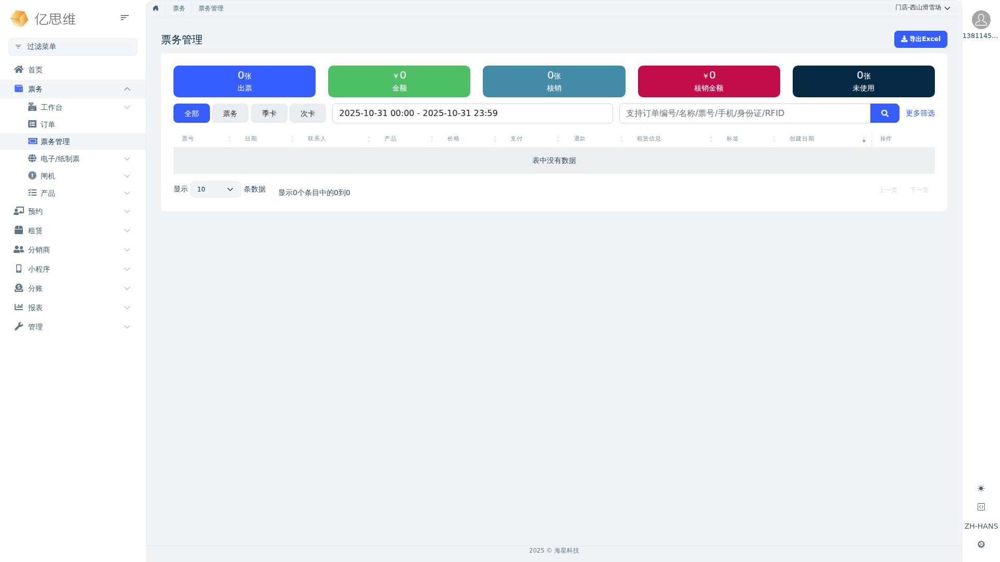 亿思维
过滤菜单
首页
票务
工作台
订单
票务管理
电子/纸制票
闸机
产品
预约
租赁
分销商
小程序
分账
报表
管理
票务 票务管理
门店-西山滑雪场
票务管理
导出Excel
0张
出票
¥0
金额
0张
核销
¥0
核销金额
0张
未使用
全部 票务 季卡 次卡 2025-10-31 00:00 - 2025-10-31 23:59 支持订单编号/名称/票号/手机/身份证/RFID 更多筛选
票号 日期 联系人 产品 价格 支付 退款 租赁信息 标签 创建日期 操作
表中没有数据
显示 10 条数据 显示0个条目中的0到0 上一页 下一页
2025 © 海星科技
1381145...
ZH-HANS